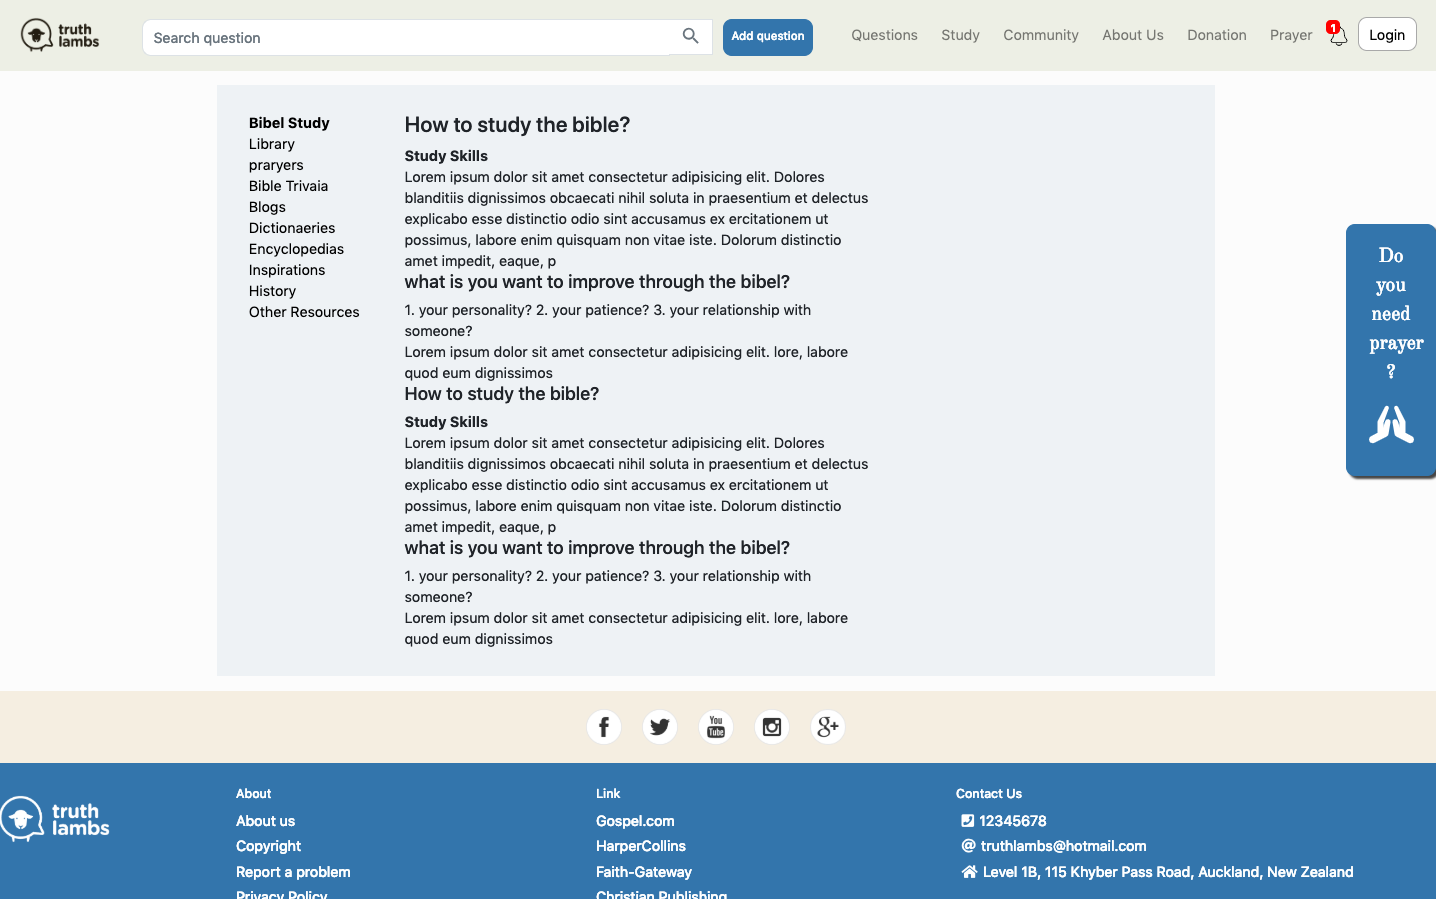 truth
lambs
Search question
Add question
Questions
Study
Community
About Us
Donation
Prayer
1
Login
Bibel Study
Library
praryers
Bible Trivaia
Blogs
Dictionaeries
Encyclopedias
Inspirations
History
Other Resources
How to study the bible?
Study Skills
Lorem ipsum dolor sit amet consectetur adipisicing elit. Dolores
blanditiis dignissimos obcaecati nihil soluta in praesentium et delectus
explicabo esse distinctio odio sint accusamus ex ercitationem ut
possimus, labore enim quisquam non vitae iste. Dolorum distinctio
amet impedit, eaque, p
what is you want to improve through the bibel?
1. your personality? 2. your patience? 3. your relationship with
someone?
Lorem ipsum dolor sit amet consectetur adipisicing elit. lore, labore
quod eum dignissimos
How to study the bible?
Study Skills
Lorem ipsum dolor sit amet consectetur adipisicing elit. Dolores
blanditiis dignissimos obcaecati nihil soluta in praesentium et delectus
explicabo esse distinctio odio sint accusamus ex ercitationem ut
possimus, labore enim quisquam non vitae iste. Dolorum distinctio
amet impedit, eaque, p
what is you want to improve through the bibel?
1. your personality? 2. your patience? 3. your relationship with
someone?
Lorem ipsum dolor sit amet consectetur adipisicing elit. lore, labore
quod eum dignissimos
Do
you
need
prayer
?
You
Tube
g+
truth
lambs
About
About us
Copyright
Report a problem
Privacy Policy
Link
Gospel.com
HarperCollins
Faith-Gateway
Christian Publishing
Contact Us
12345678
truthlambs@hotmail.com
Level 1B, 115 Khyber Pass Road, Auckland, New Zealand